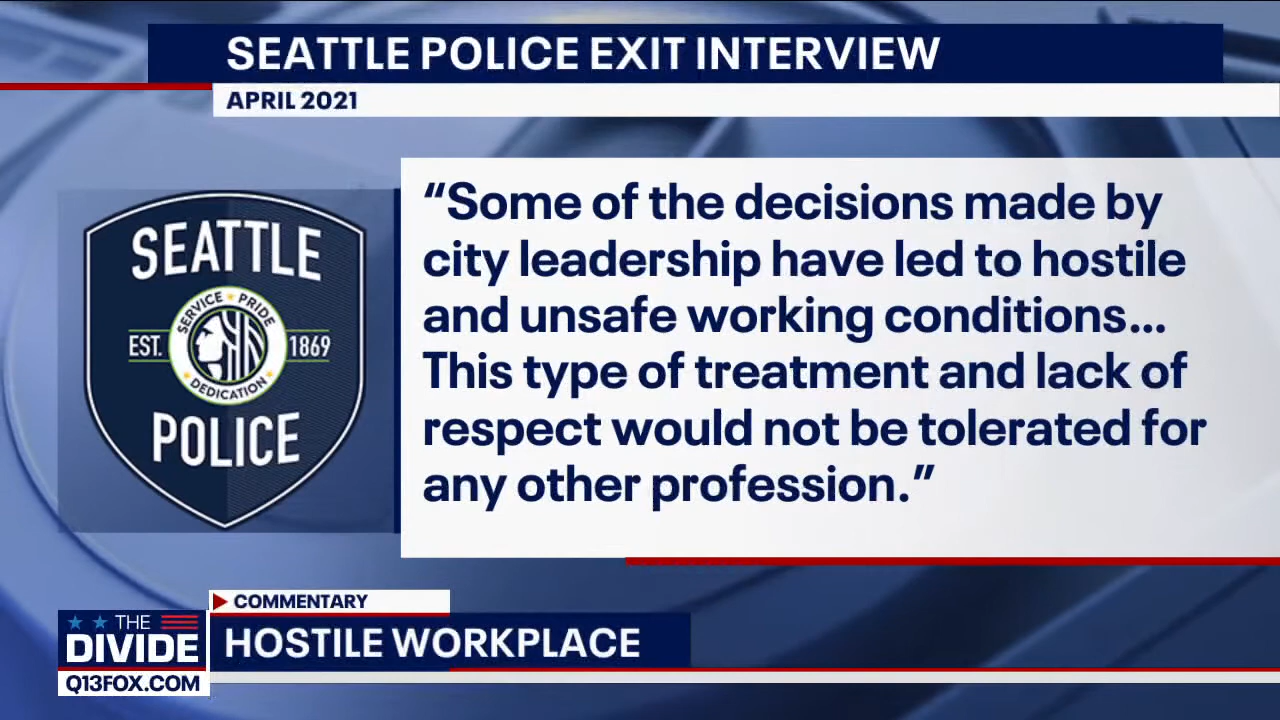 SEATTLE POLICE EXIT INTERVIEW
APRIL 2021
SEATTLE
SERVICE ★ PRIDE
EST. 1869
DEDICATION
POLICE
“Some of the decisions made by
city leadership have led to hostile
and unsafe working conditions...
This type of treatment and lack of
respect would not be tolerated for
any other profession.”
COMMENTARY
THE
DIVIDE
HOSTILE WORKPLACE
Q13FOX.COM